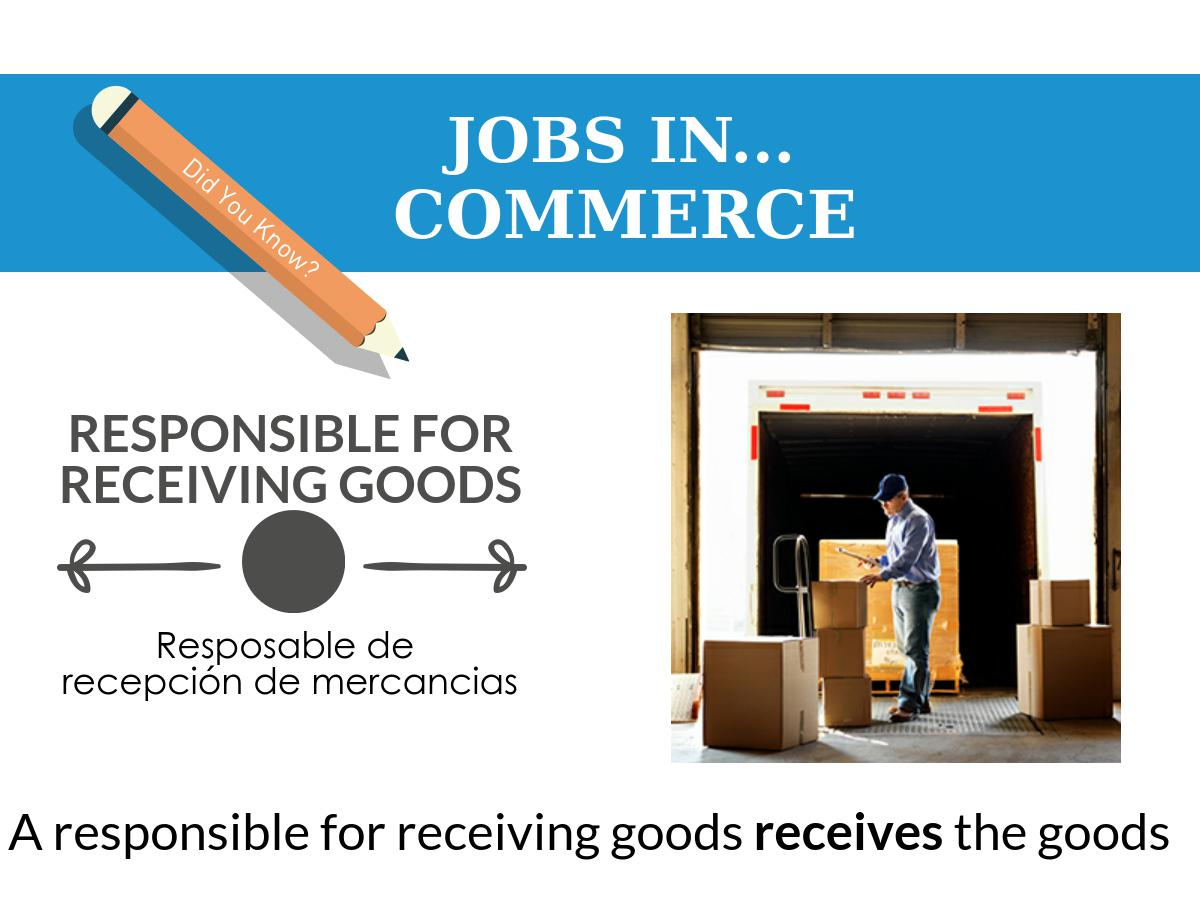 JOBS IN...
COMMERCE
Did You Know?
RESPONSIBLE FOR
RECEIVING GOODS
Resposable de
recepción de mercancias
A responsible for receiving goods receives the goods